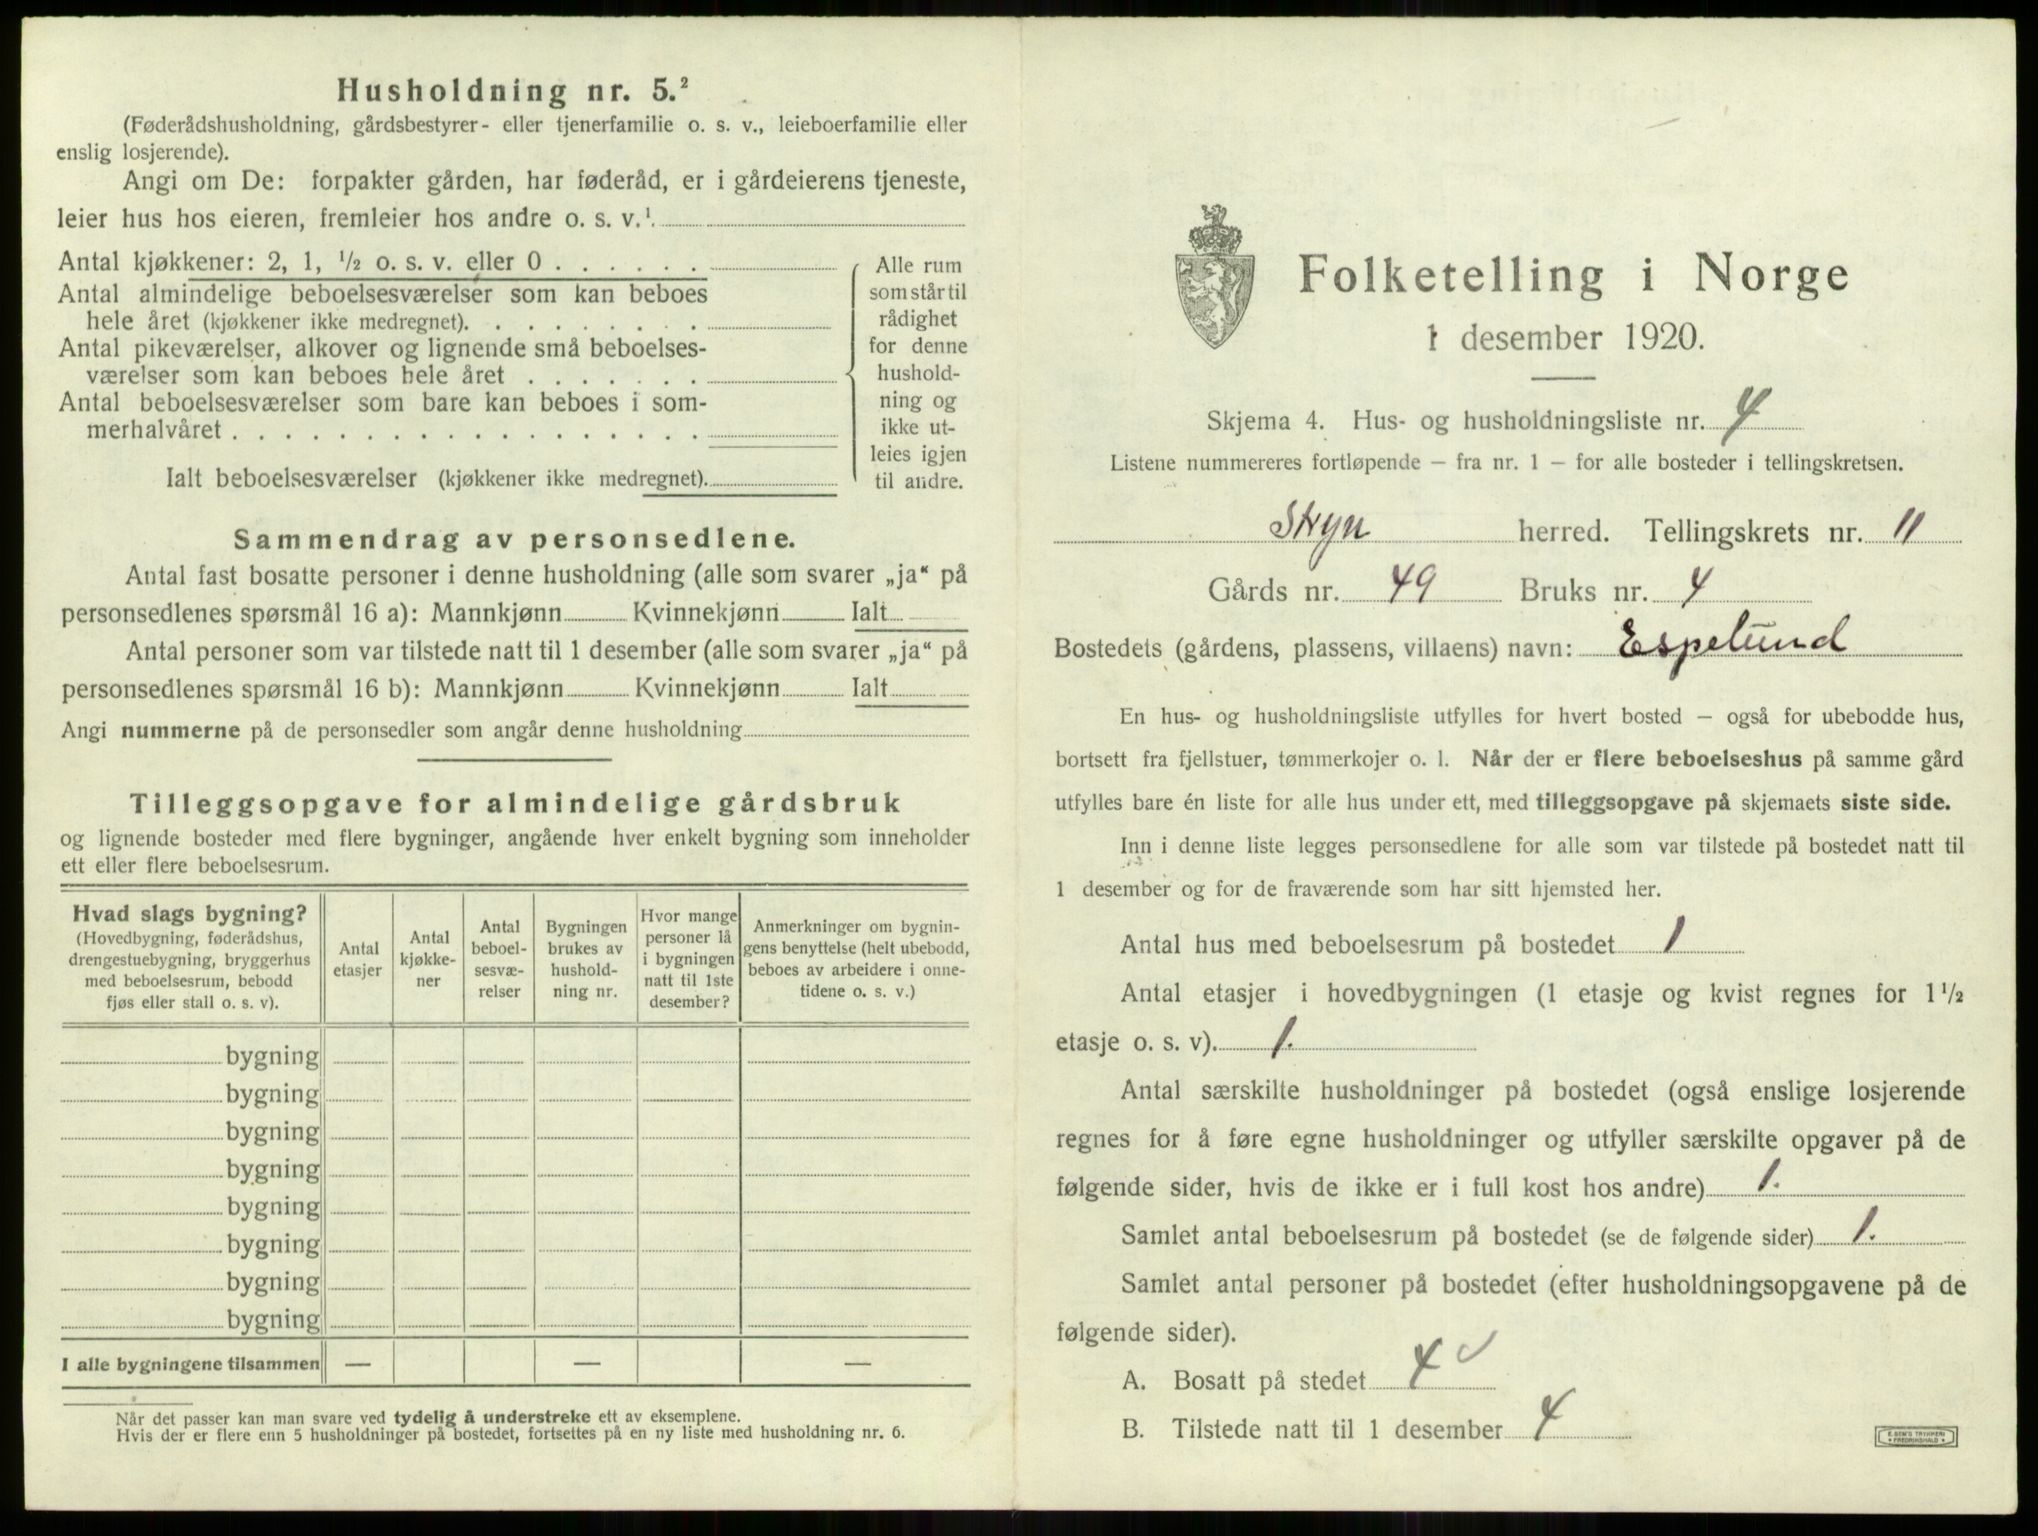 Husholdning nr. 5.²
(Føderådshusholdning, gårdsbestyrer- eller tjenerfamilie o. s. v., leieboerfamilie eller
enslig losjerende).
Angi om De: forpakter gården, har føderåd, er i gårdeierens tjeneste,
leier hus hos eieren, fremleier hos andre o. s. v.¹
Antal kjøkkener: 2, 1, ½ o. s. v. eller 0
Antal almindelige beboelsesværelser som kan beboes
hele året (kjøkkener ikke medregnet).
Antal pikeværelser, alkover og lignende små beboelses-
værelser som kan beboes hele året
Antal beboelsesværelser som bare kan beboes i som-
merhalvåret
Ialt beboelsesværelser (kjøkkener ikke medregnet).
Alle rum
som står til
rådighet
for denne
hushold-
ning og
ikke ut-
leies igjen
til andre.
Sammendrag av personsedlene.
Antal fast bosatte personer i denne husholdning (alle som svarer „ja“ på
personsedlenes spørsmål 16 a): Mannkjønn Kvinnekjønn Ialt
Antal personer som var tilstede natt til 1 desember (alle som svarer „ja“ på
personsedlenes spørsmål 16 b): Mannkjønn Kvinnekjønn Ialt
Angi nummerne på de personsedler som angår denne husholdning
Tilleggsopgave for almindelige gårdsbruk
og lignende bosteder med flere bygninger, angående hver enkelt bygning som inneholder
ett eller flere beboelsesrum.
Hvad slags bygning?
(Hovedbygning, føderådshus,
drengestuebygning, bryggerhus
med beboelsesrum, bebodd
fjøs eller stall o. s. v).
Antal
etasjer
Antal
kjøkke-
ner
Antal
beboel-
sesvæ-
relser
Bygningen
brukes av
hushold-
ning nr.
Hvor mange
personer lå
i bygningen
natt til 1ste
desember?
Anmerkninger om bygnin-
gens benyttelse (helt ubebodd,
beboes av arbeidere i onne-
tidene o. s. v.)
bygning
bygning
bygning
bygning
bygning
bygning
bygning
bygning
I alle bygningene tilsammen — — —
Når det passer kan man svare ved tydelig å understreke ett av eksemplene.
Hvis der er flere enn 5 husholdninger på bostedet, fortsettes på en ny liste med husholdning nr. 6.
Folketelling i Norge
1 desember 1920.
Skjema 4. Hus- og husholdningsliste nr. 4
Listene nummereres fortløpende – fra nr. 1 – for alle bosteder i tellingskretsen.
Stryn herred. Tellingskrets nr. 11
Gårds nr. 49 Bruks nr. 4
Bostedets (gårdens, plassens, villaens) navn: Espelund
En hus- og husholdningsliste utfylles for hvert bosted – også for ubebodde hus,
bortsett fra fjellstuer, tømmerkojer o. l. Når der er flere beboelseshus på samme gård
utfylles bare én liste for alle hus under ett, med tilleggsopgave på skjemaets siste side.
Inn i denne liste legges personsedlene for alle som var tilstede på bostedet natt til
1 desember og for de fraværende som har sitt hjemsted her.
Antal hus med beboelsesrum på bostedet 1
Antal etasjer i hovedbygningen (1 etasje og kvist regnes for 1½
etasje o. s. v). 1.
Antal særskilte husholdninger på bostedet (også enslige losjerende
regnes for å føre egne husholdninger og utfyller særskilte opgaver på de
følgende sider, hvis de ikke er i full kost hos andre) 1.
Samlet antal beboelsesrum på bostedet (se de følgende sider) 1.
Samlet antal personer på bostedet (efter husholdningsopgavene på de
følgende sider).
A. Bosatt på stedet 4
B. Tilstede natt til 1 desember 4
E. SEM'S TRYKKERI
FREDRIKSHALD